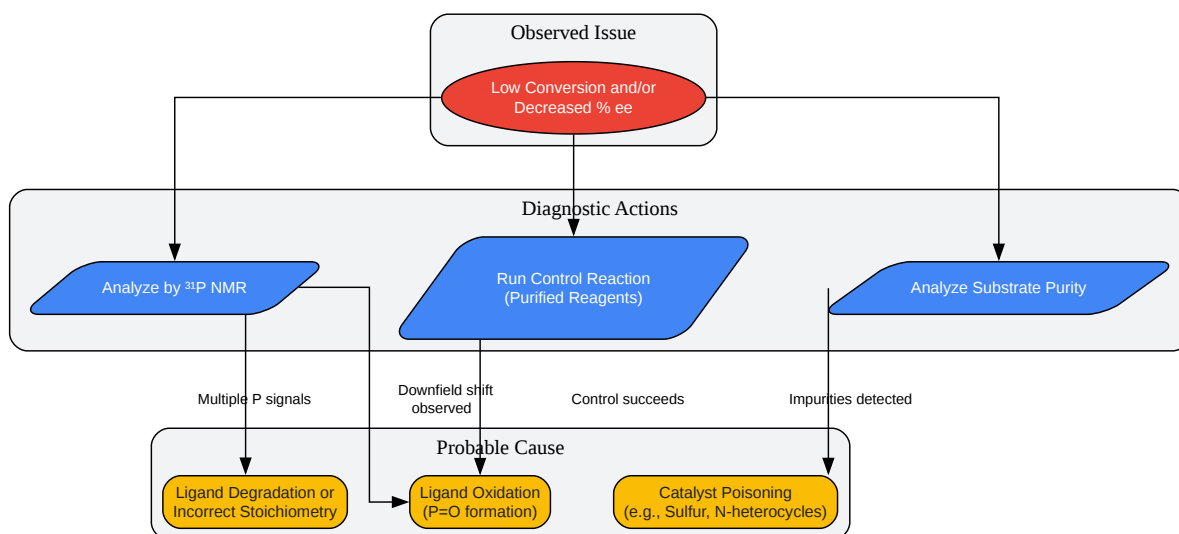 Observed Issue
Low Conversion and/or
Decreased % ee
Diagnostic Actions
Analyze by ³¹P NMR
Run Control Reaction
(Purified Reagents)
Analyze Substrate Purity
Multiple P signals
Downfield shift
observed
Control succeeds
Impurities detected
Probable Cause
Ligand Degradation or
Incorrect Stoichiometry
Ligand Oxidation
(P=O formation)
Catalyst Poisoning
(e.g., Sulfur, N-heterocycles)